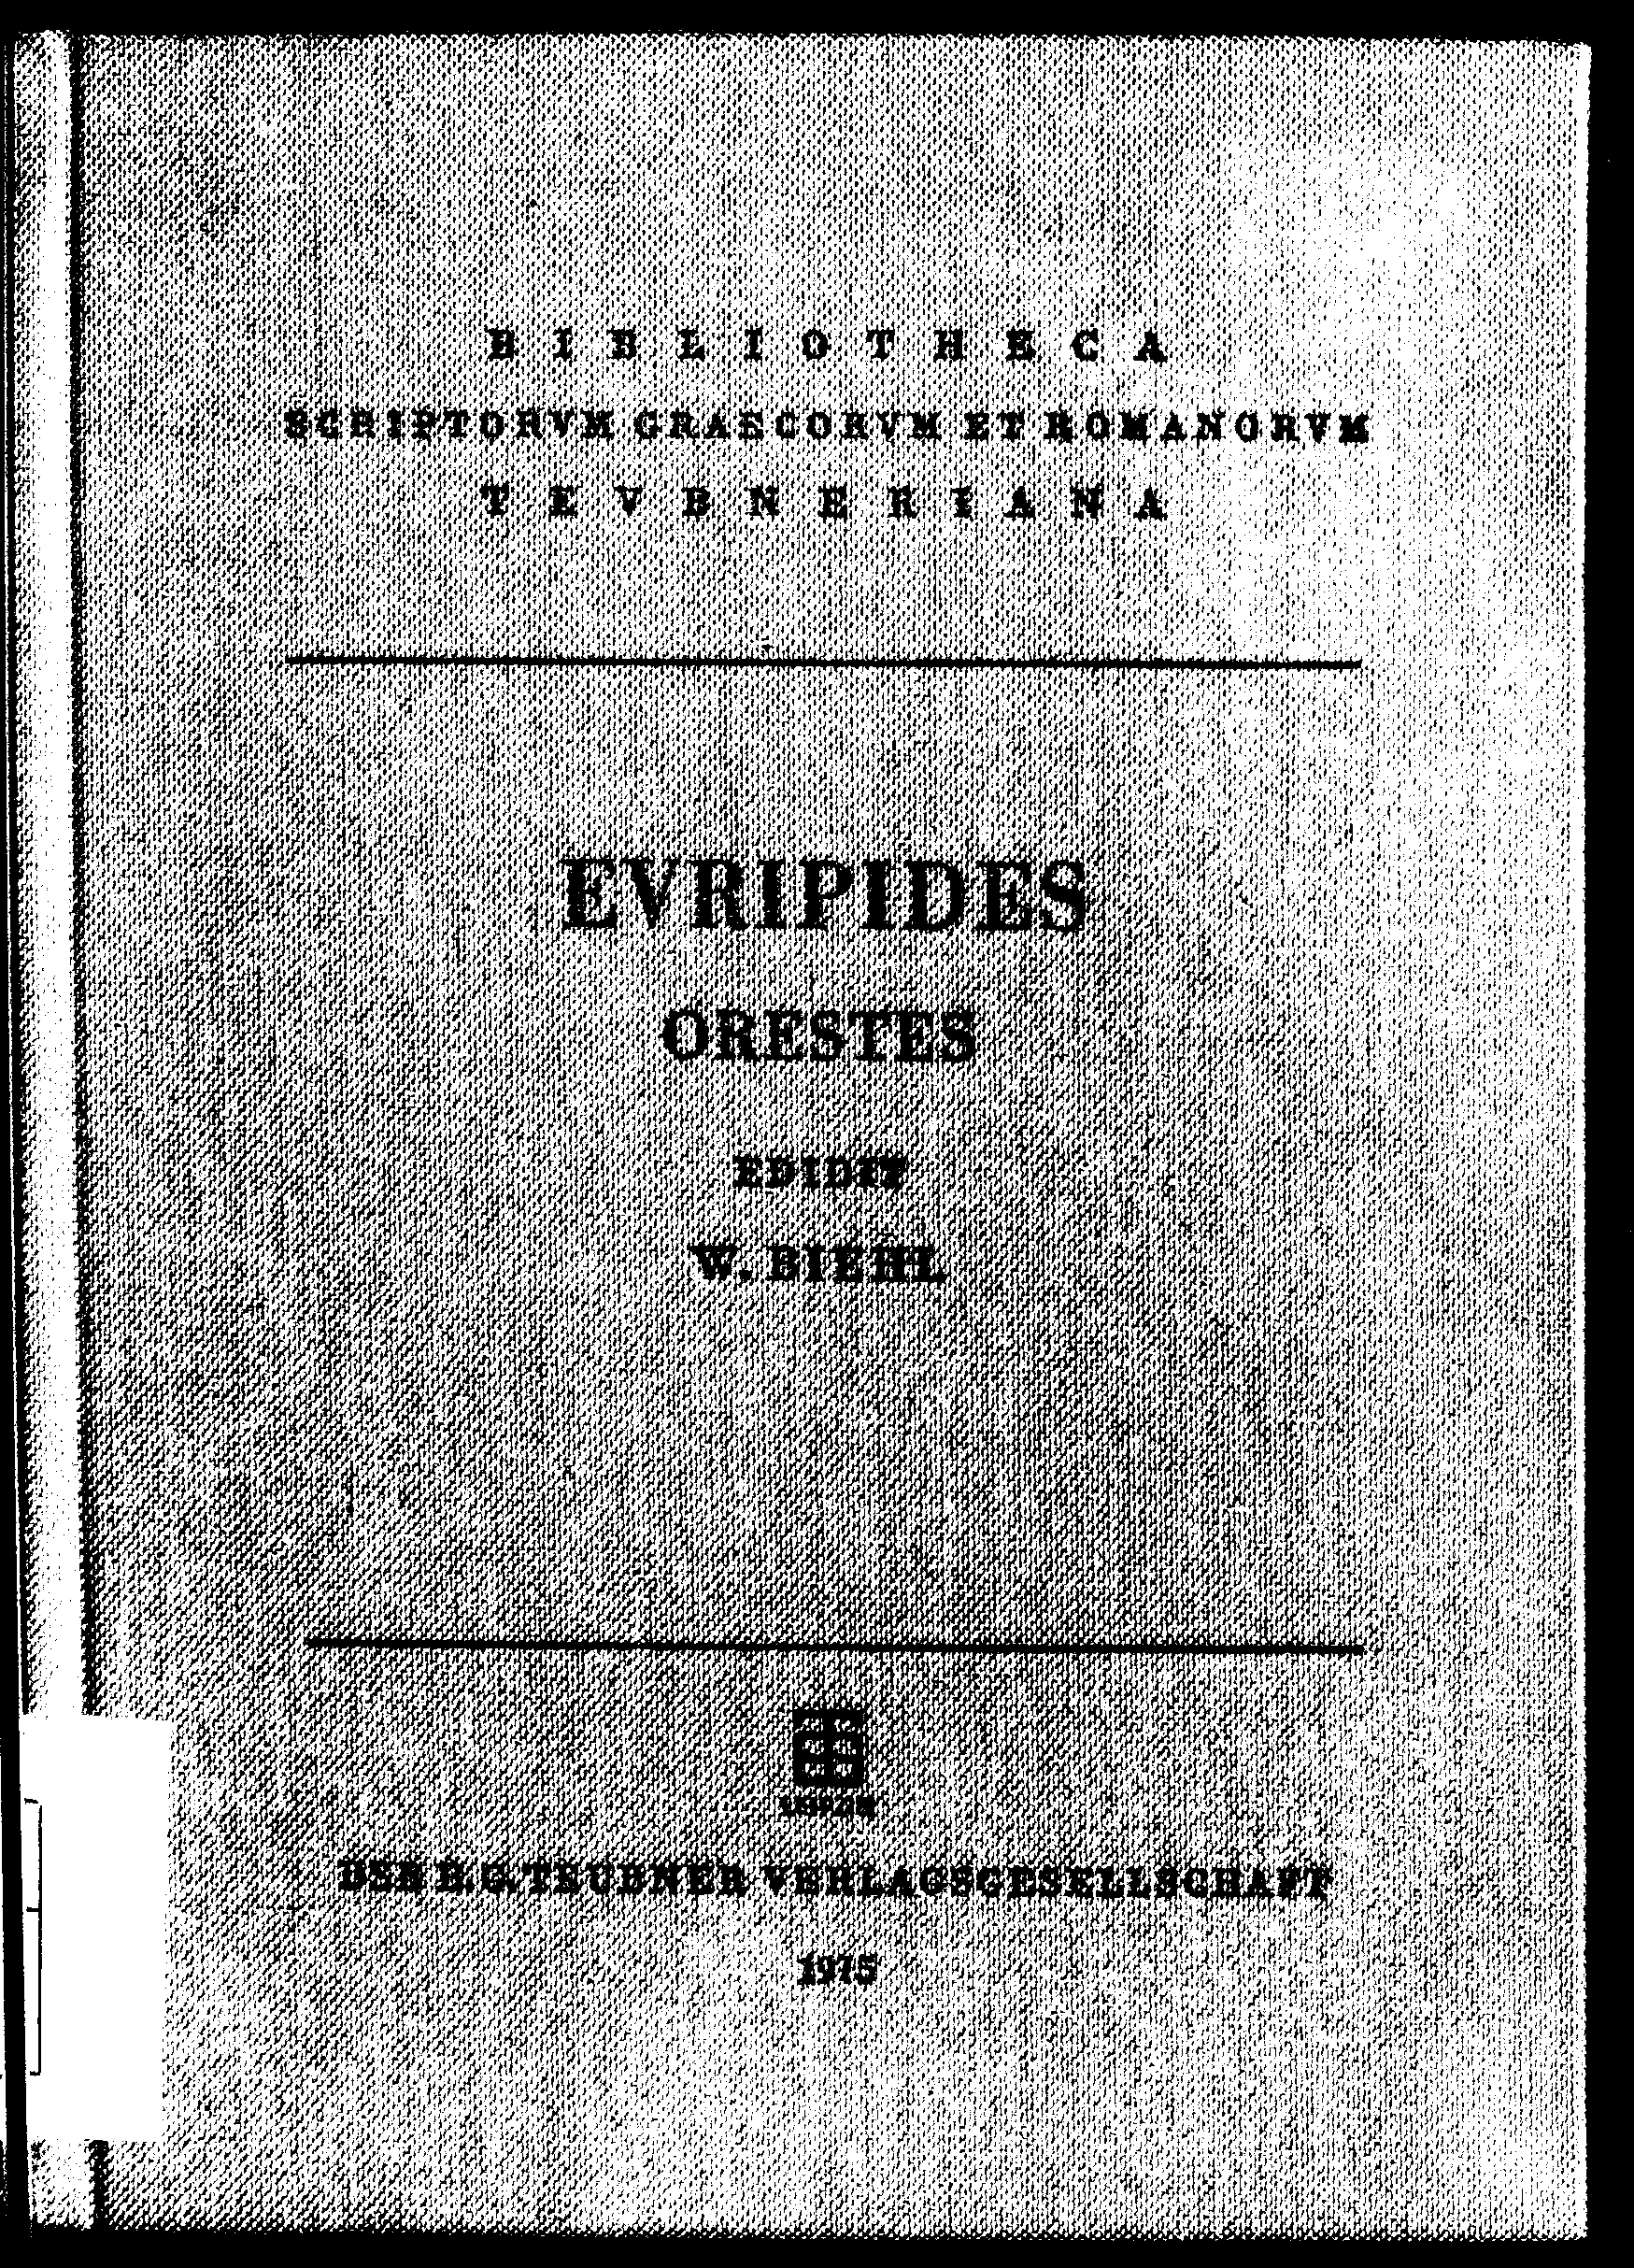 BIBLIOTHECA
SCRIPTORVM GRAECORVM ET ROMANORVM
TEVBNERIANA
EVRIPIDES
ORESTES
EDIDIT
W. BIEHL
LEIPZIG
BSB B.G. TEUBNER VERLAGSGESELLSCHAFT
1975